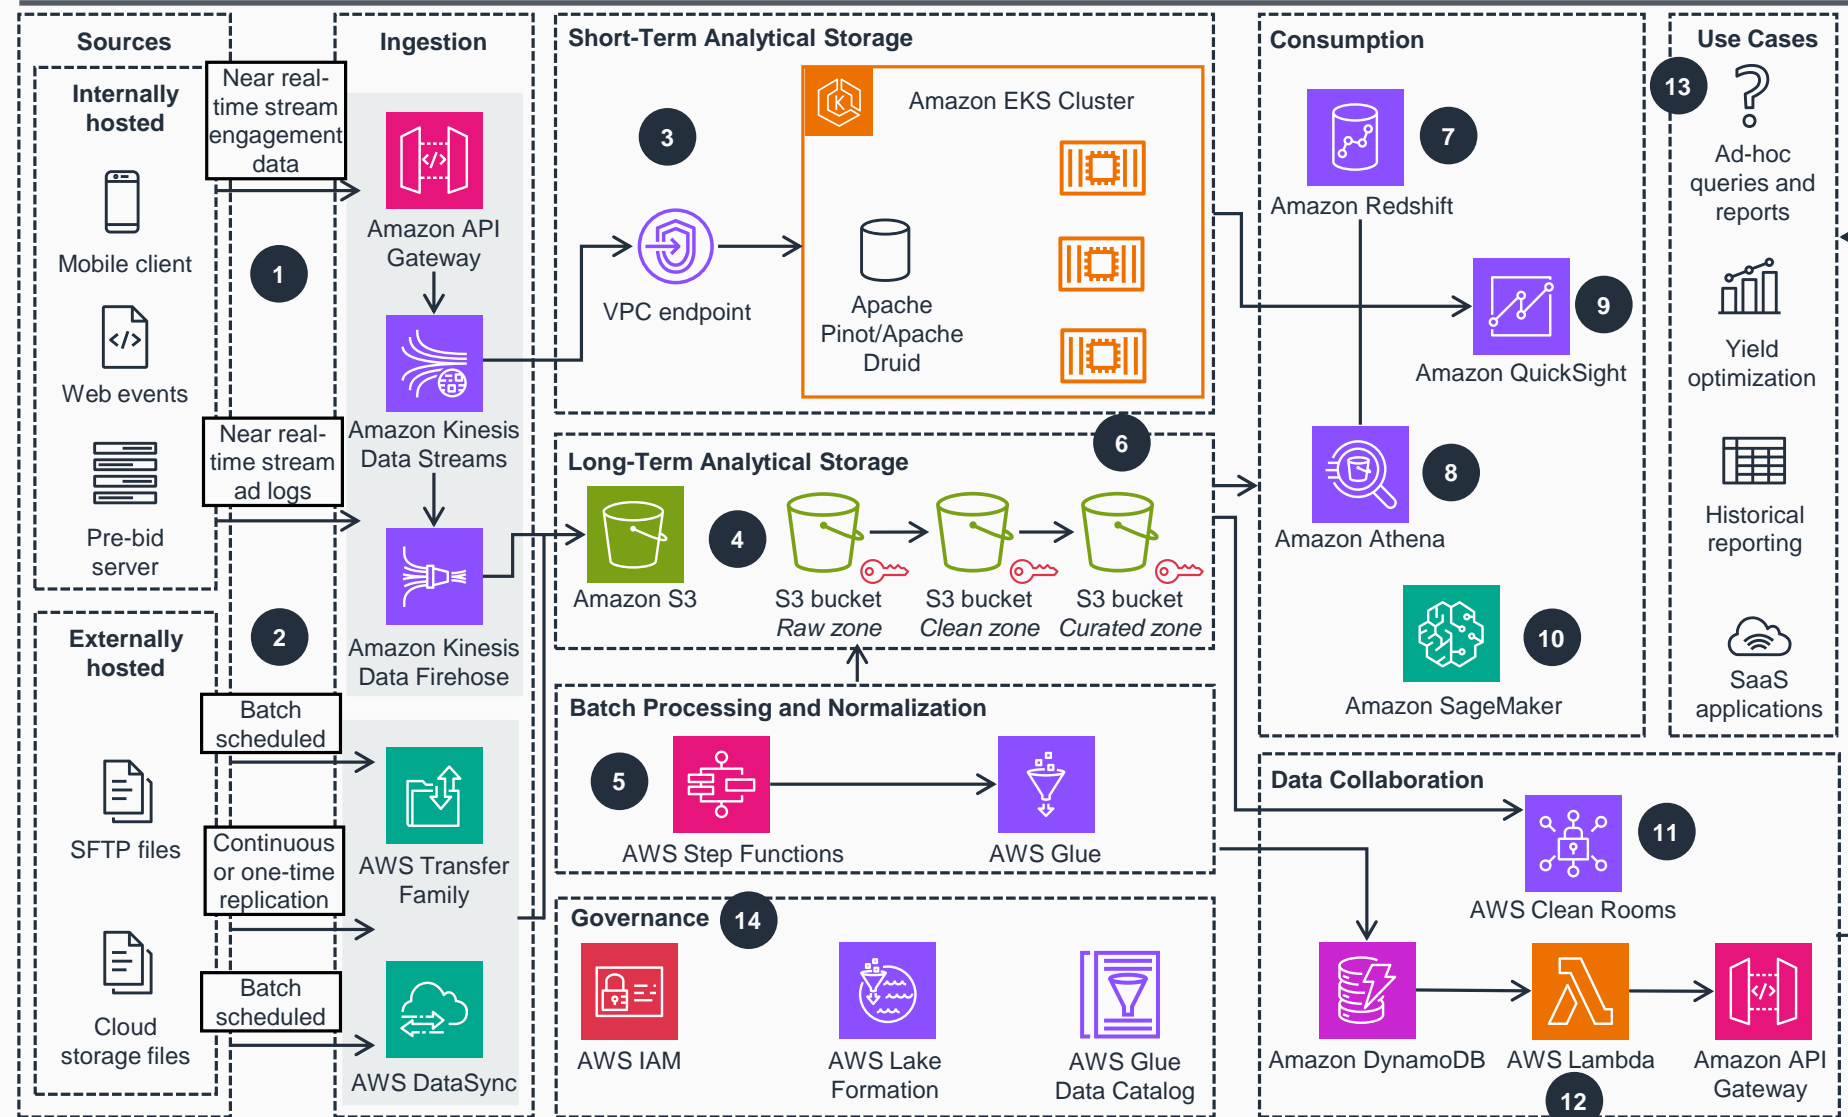 Sources
Internally
hosted
Mobile client
Web events
Pre-bid
server
Externally
hosted
SFTP files
Cloud
storage files
Near real-
time stream
engagement
data
1
Near real-
time stream
ad logs
2
Batch
scheduled
Continuous
or one-time
replication
Batch
scheduled
Ingestion
Amazon API
Gateway
Amazon Kinesis
Data Streams
Amazon Kinesis
Data Firehose
AWS Transfer
Family
AWS DataSync
Short-Term Analytical Storage
3
VPC endpoint
K
Amazon EKS Cluster
Apache
Pinot/Apache
Druid
6
Long-Term Analytical Storage
Amazon S3
4
S3 bucket
Raw zone
S3 bucket
Clean zone
S3 bucket
Curated zone
Batch Processing and Normalization
5
AWS Step Functions
AWS Glue
Governance
14
AWS IAM
AWS Lake
Formation
AWS Glue
Data Catalog
Consumption
7
Amazon Redshift
9
Amazon QuickSight
8
Amazon Athena
10
Amazon SageMaker
Use Cases
13
Ad-hoc
queries and
reports
Yield
optimization
Historical
reporting
SaaS
applications
Data Collaboration
11
AWS Clean Rooms
Amazon DynamoDB
AWS Lambda
12
Amazon API
Gateway